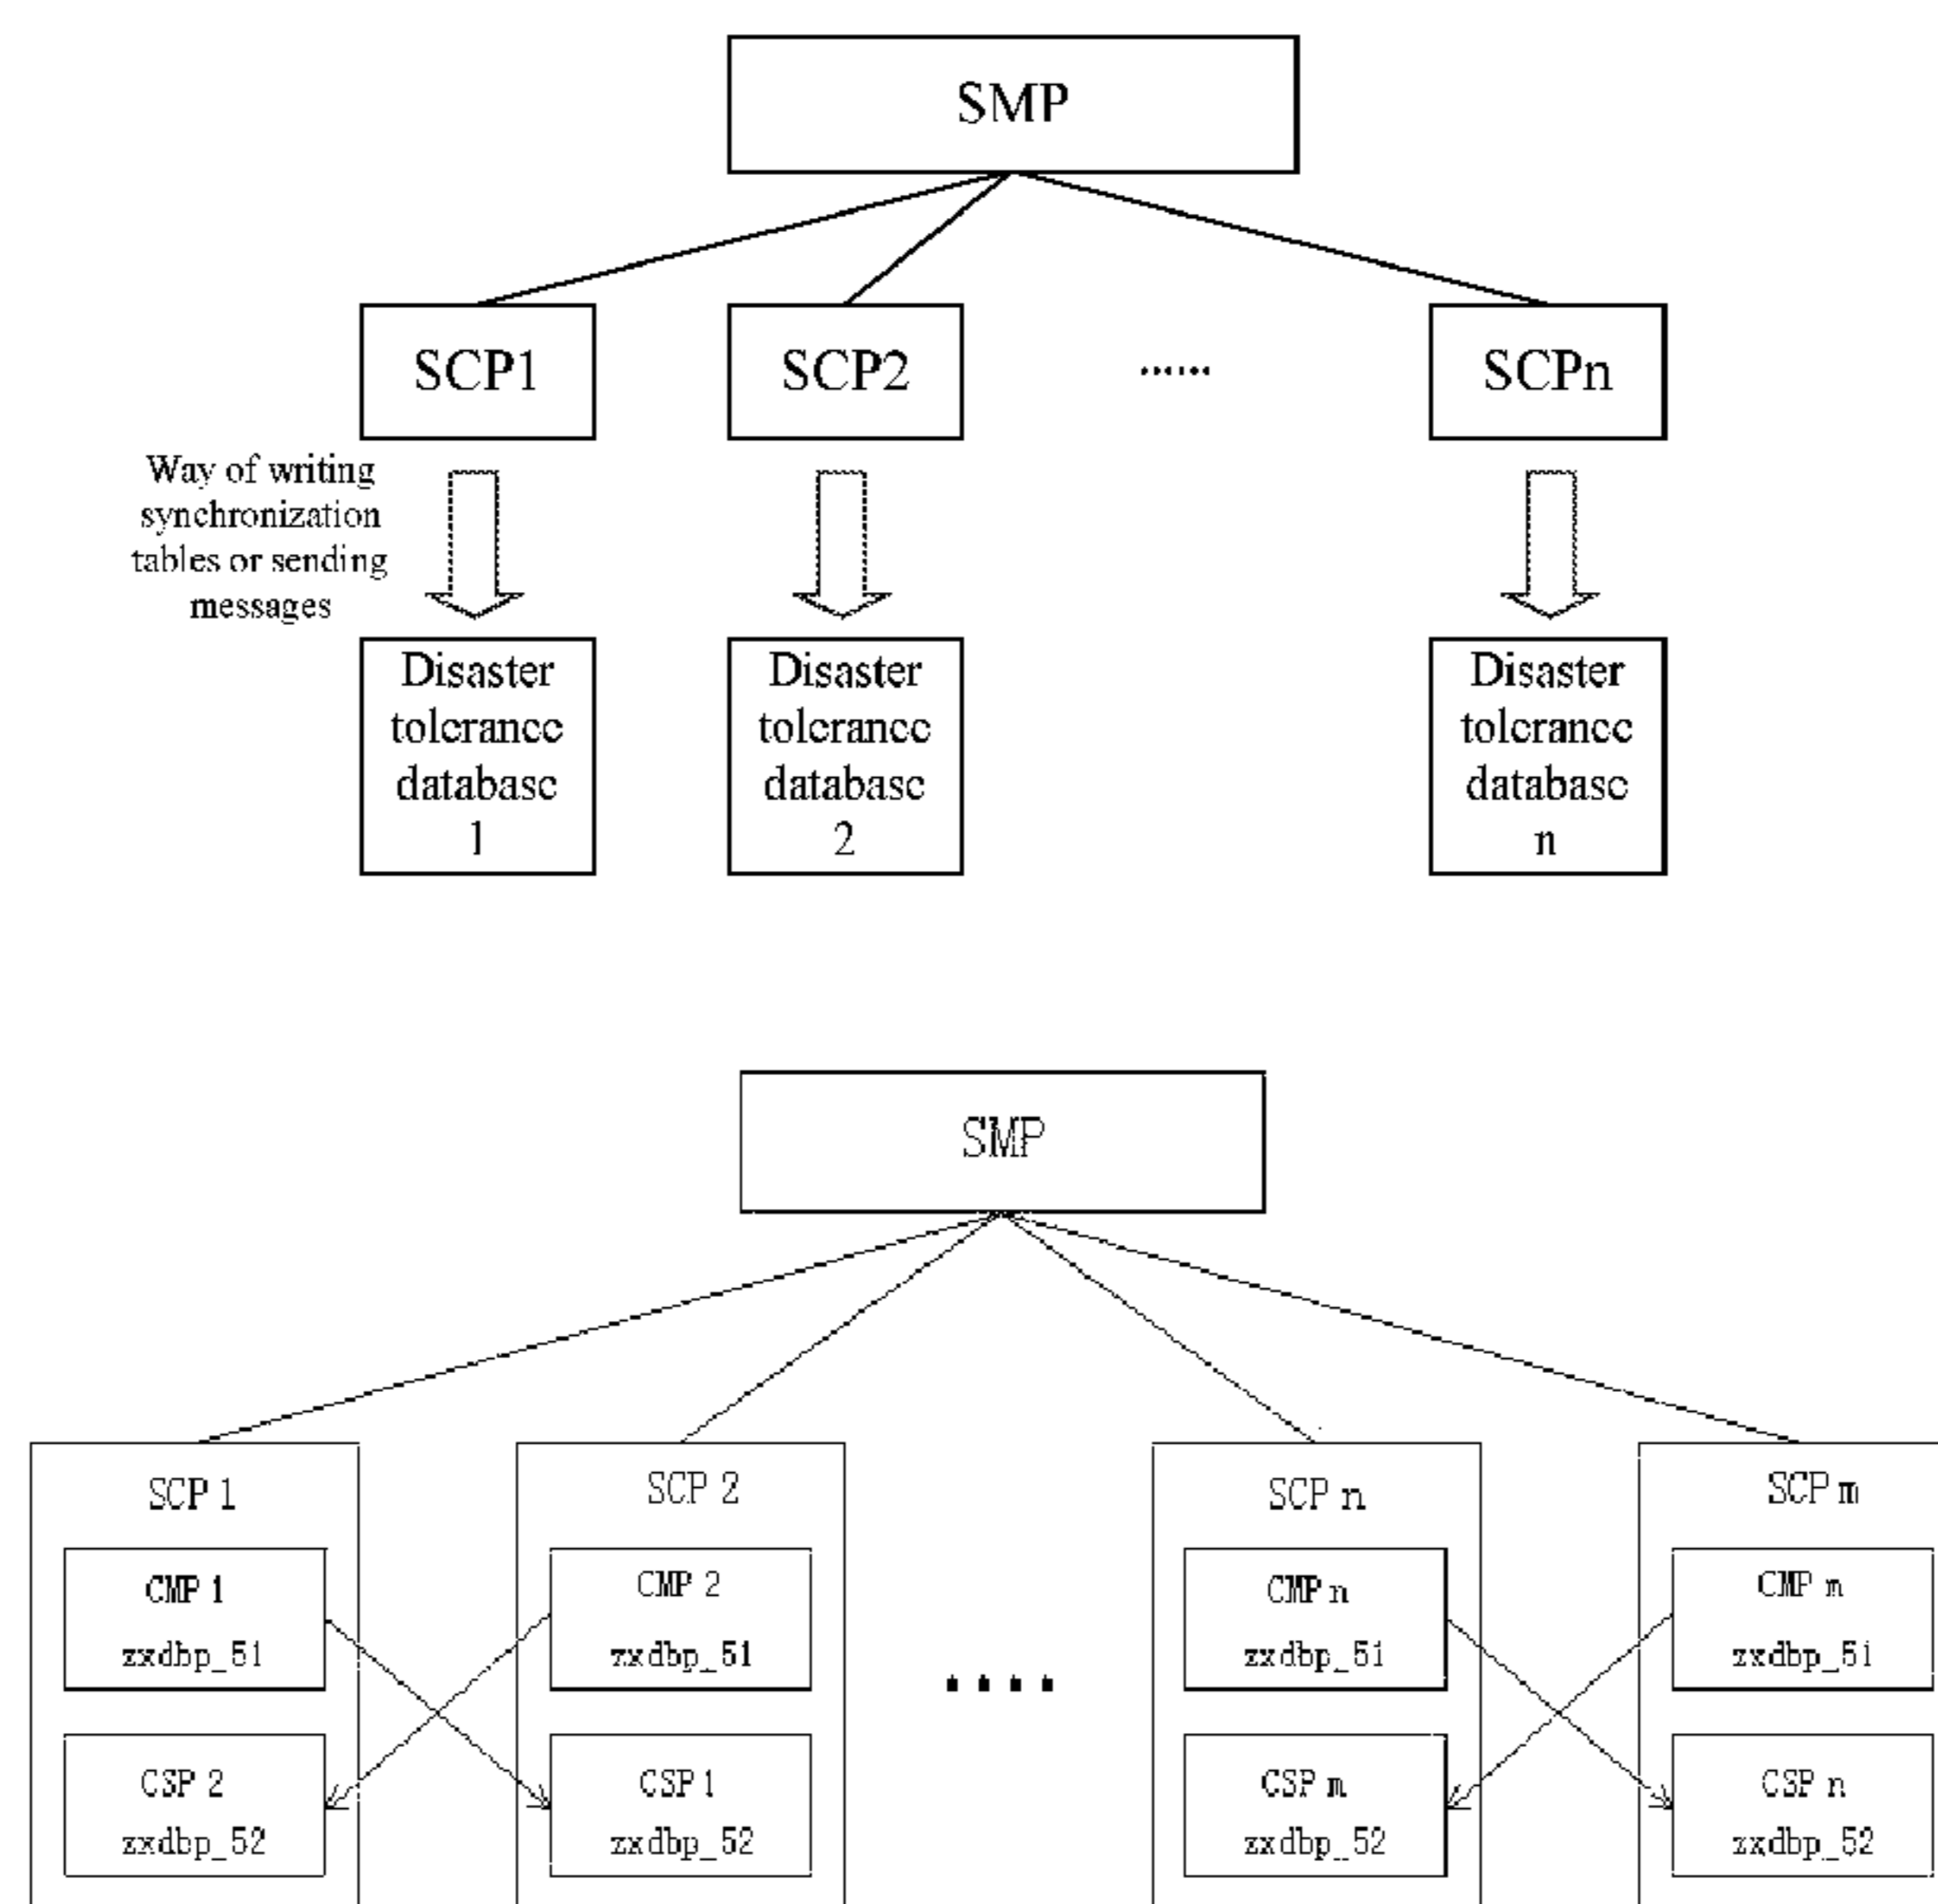 SMP
SCP1
SCP2
......
SCPn
Way of writing
synchronization
tables or sending
messages
Disaster
tolerance
database
1
Disaster
tolerance
database
2
Disaster
tolerance
database
n
SMP
SCP 1
SCP 2
SCP n
SCP m
CMP 1
zxdbp_51
CMP 2
zxdbp_51
....
CMP n
zxdbp_51
CMP m
zxdbp_51
CSP 2
zxdbp_52
CSP 1
zxdbp_52
CSP m
zxdbp_52
CSP n
zxdbp_52